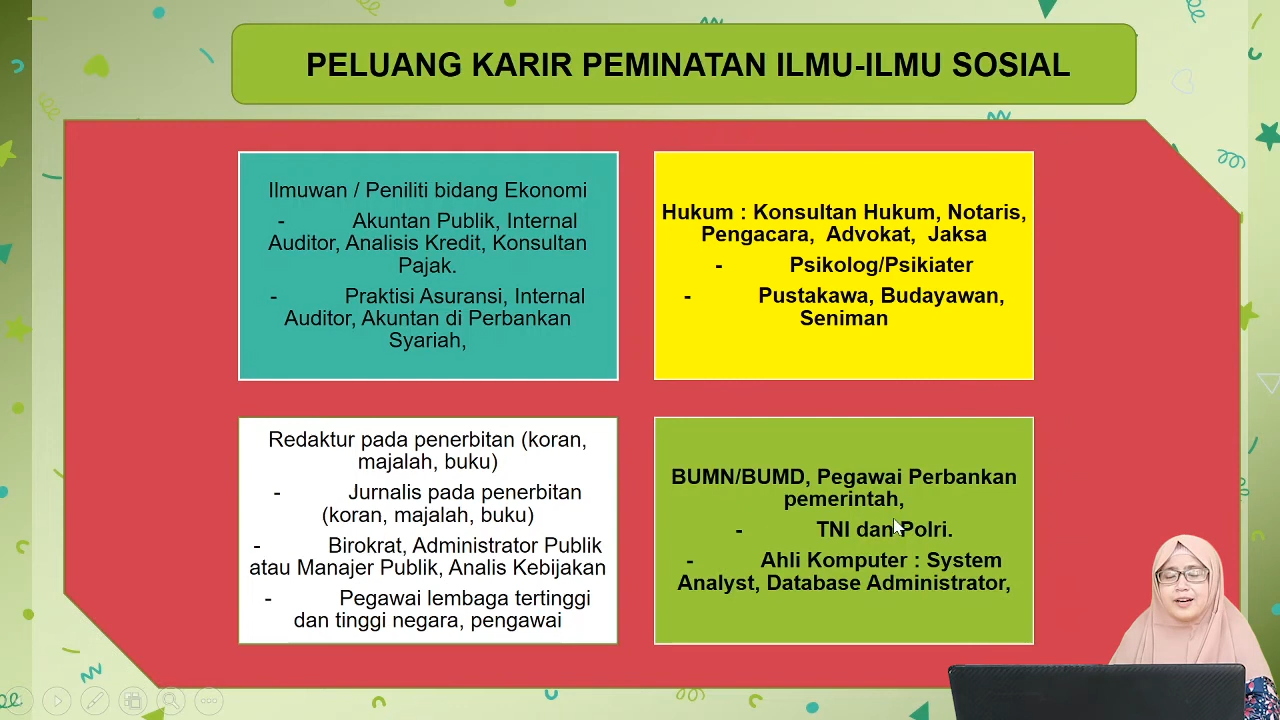 PELUANG KARIR PEMINATAN ILMU-ILMU SOSIAL
Ilmuwan / Peniliti bidang Ekonomi
- Akuntan Publik, Internal
Auditor, Analisis Kredit, Konsultan
Pajak.
- Praktisi Asuransi, Internal
Auditor, Akuntan di Perbankan
Syariah,
Hukum : Konsultan Hukum, Notaris,
Pengacara, Advokat, Jaksa
- Psikolog/Psikiater
- Pustakawa, Budayawan,
Seniman
Redaktur pada penerbitan (koran,
majalah, buku)
- Jurnalis pada penerbitan
(koran, majalah, buku)
- Birokrat, Administrator Publik
atau Manajer Publik, Analis Kebijakan
- Pegawai lembaga tertinggi
dan tinggi negara, pengawai
BUMN/BUMD, Pegawai Perbankan
pemerintah,
- TNI dan Polri.
- Ahli Komputer : System
Analyst, Database Administrator,